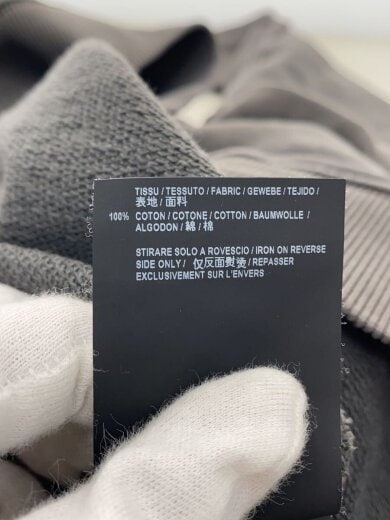 TISSU / TESSUTO / FABRIC / GEWEBE / TEJIDO /
表地 / 面料
100% COTON / COTONE / COTTON / BAUMWOLLE /
ALGODON / 綿 / 棉
STIRARE SOLO A ROVESCIO / IRON ON REVERSE
SIDE ONLY / 仅反面熨烫 / REPASSER
EXCLUSIVEMENT SUR L'ENVERS